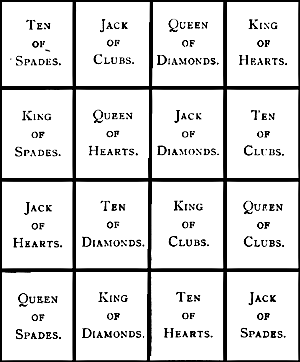 Ten
of
Spades.
Jack
of
Clubs.
Queen
of
Diamonds.
King
of
Hearts.
King
of
Spades.
Queen
of
Hearts.
Jack
of
Diamonds.
Ten
of
Clubs.
Jack
of
Hearts.
Ten
of
Diamonds.
King
of
Clubs.
Queen
of
Clubs.
Queen
of
Spades.
King
of
Diamonds.
Ten
of
Hearts.
Jack
of
Spades.